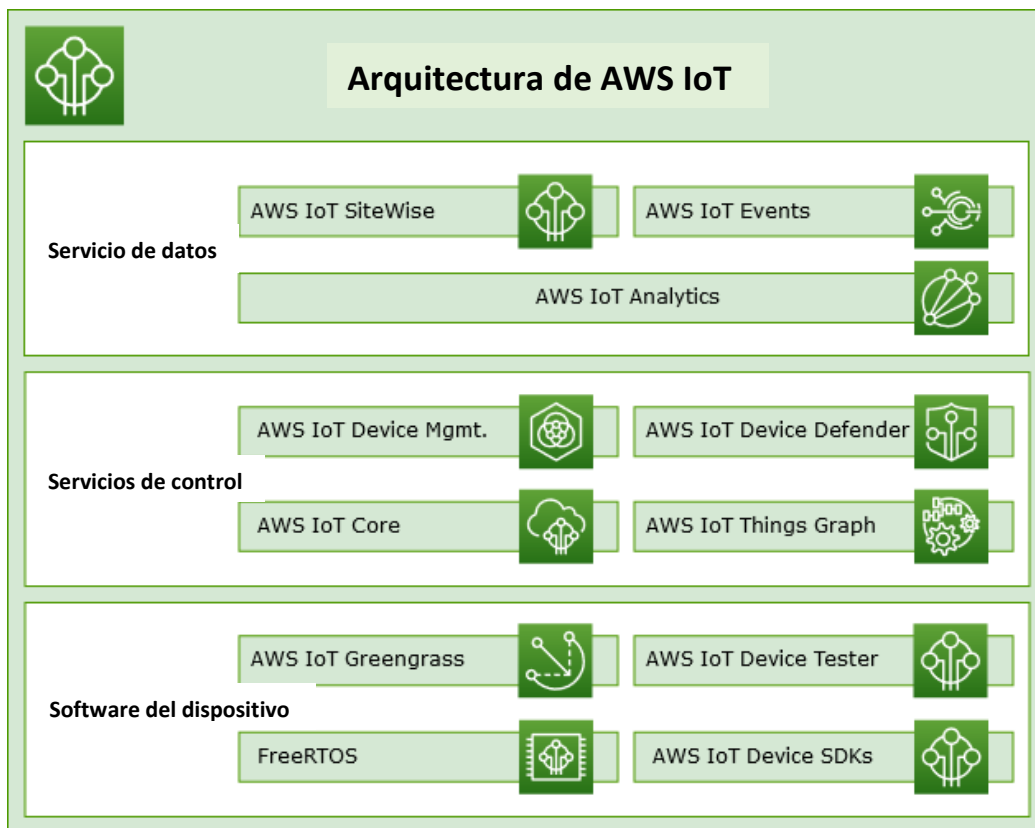 Arquitectura de AWS IoT
Servicio de datos
AWS IoT SiteWise
AWS IoT Events
AWS IoT Analytics
Servicios de control
AWS IoT Device Mgmt.
AWS IoT Device Defender
AWS IoT Core
AWS IoT Things Graph
Software del dispositivo
AWS IoT Greengrass
AWS IoT Device Tester
FreeRTOS
AWS IoT Device SDKs